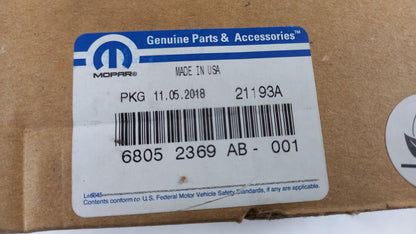 Genuine Parts & Accessories™
MOPAR®
MADE IN USA
PKG 11.05.2018 21193A
6805 2369 AB - 001
Contents conform to U.S. Federal Motor Vehicle Safety Standards, if any are applicable.